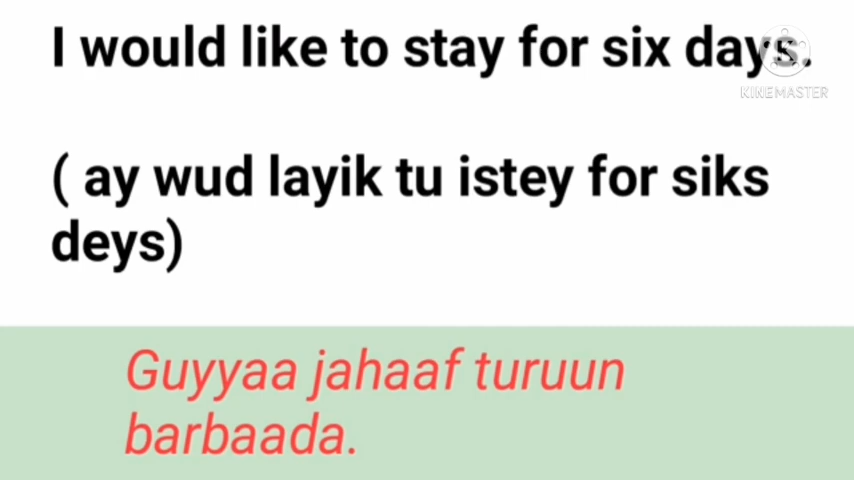 I would like to stay for six days.
KINEMASTER
( ay wud layik tu istey for siks
deys)
Guyyaa jahaaf turuun
barbaada.